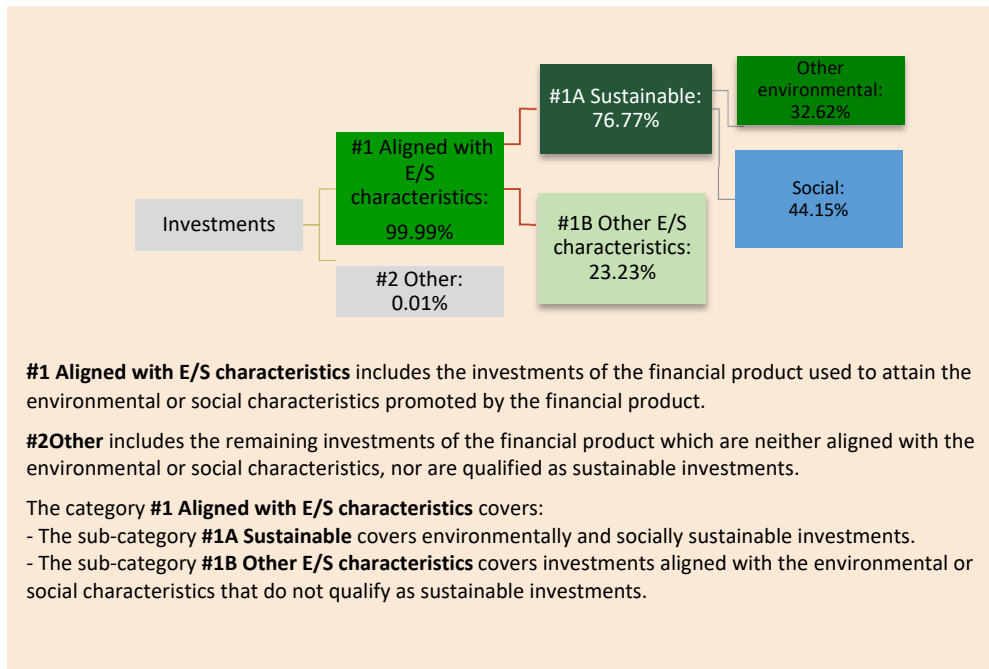 Investments
#1 Aligned with
E/S
characteristics:
99.99%
#2 Other:
0.01%
#1A Sustainable:
76.77%
#1B Other E/S
characteristics:
23.23%
Other
environmental:
32.62%
Social:
44.15%
#1 Aligned with E/S characteristics includes the investments of the financial product used to attain the
environmental or social characteristics promoted by the financial product.
#2Other includes the remaining investments of the financial product which are neither aligned with the
environmental or social characteristics, nor are qualified as sustainable investments.
The category #1 Aligned with E/S characteristics covers:
- The sub-category #1A Sustainable covers environmentally and socially sustainable investments.
- The sub-category #1B Other E/S characteristics covers investments aligned with the environmental or
social characteristics that do not qualify as sustainable investments.